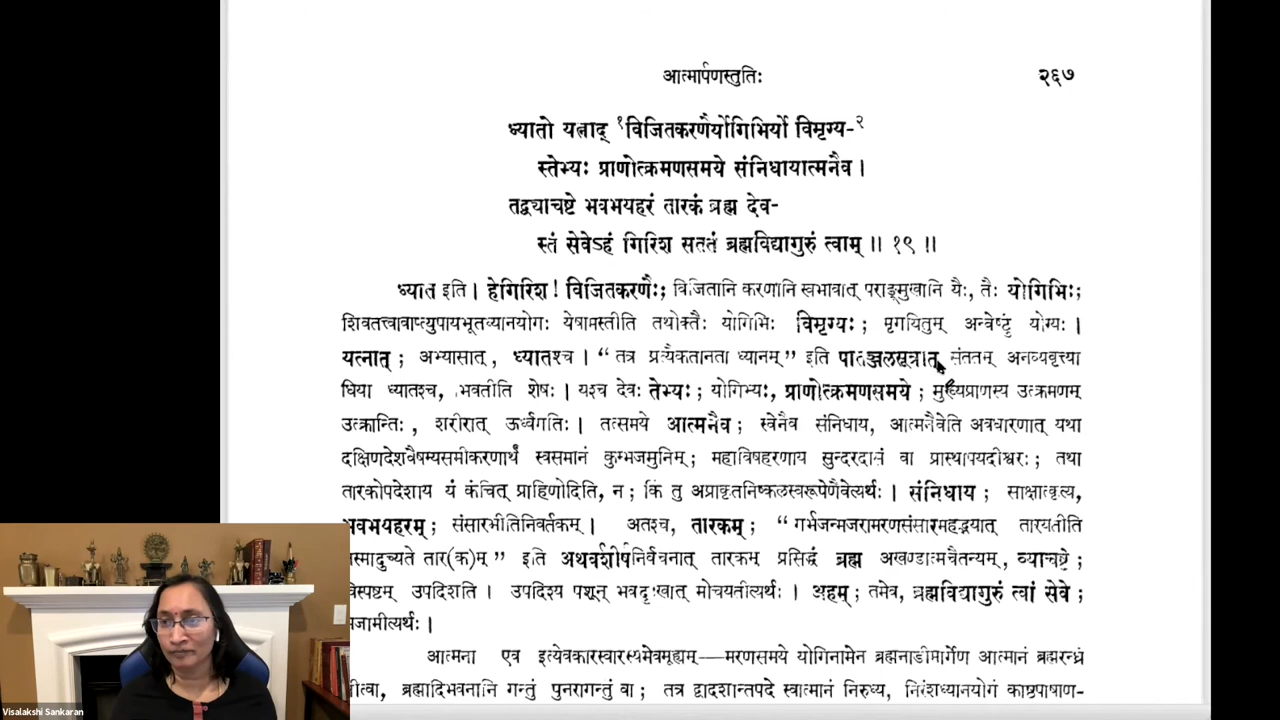 आत्मार्पणस्तुतिः २६७
ध्यातो यत्नाद् १विजितकरणैर्योगिभिर्यो विमृग्य-२
स्तेभ्यः प्राणोत्क्रमणसमये संनिधायात्मनैव ।
तद्व्याचष्टे भवभयहरं तारकं ब्रह्म देव-
स्तं सेवेऽहं गिरिश सततं ब्रह्मविद्यागुरुं त्वाम् ॥ १९ ॥
ध्यात इति । हेगिरिश ! विजितकरणैः; विजितानि करणानि स्वभावात् पराङ्मुखानि यैः, तैः योगिभिः;
शिवतत्त्वावाप्त्युपायभूतध्यानयोगः येषामस्तीति तथोक्तैः योगिभिः विमृग्यः; मृगयितुम् अन्वेष्टुं योग्यः ।
यत्नात् ; अभ्यासात् , ध्यातश्च । “ तत्र प्रत्यैकतानता ध्यानम् ” इति पातञ्जलसूत्रात् संततम् अनव्यवृत्त्या
धिया ध्यातश्च, भवतीति शेषः । यश्च देवः तेभ्यः; योगिभ्यः, प्राणोत्क्रमणसमये ; मुख्यप्राणस्य उत्क्रमणम्
उत्क्रान्तिः , शरीरात् ऊर्ध्वगतिः । तत्समये आत्मनैव ; स्वेनैव संनिधाय, आत्मनैवेति अवधारणात् यथा
दक्षिणदेशवैषम्यसमीकरणार्थं स्वसमानं कुम्भजमुनिम् ; महाविषहरणाय सुन्दरदासं वा प्रास्थापयदीश्वरः ; तथा
तारकोपदेशाय यं कंचित् प्राहिणोदिति, न ; किं तु अप्राकृतनिष्कलस्वरूपेणैवेत्यर्थः । संनिधाय ; साक्षात्कृत्य,
भवभयहरम् ; संसारभीतिनिवर्तकम् । अतश्च, तारकम् ; “ गर्भजन्मजरामरणसंसारमहद्भयात् तारयतीति
स्मादुच्यते तार(क)म् ” इति अथर्वशीर्षनिर्वचनात् तारकम् प्रसिद्धं ब्रह्म अखण्डात्मचैतन्यम्, व्याचष्टे ;
विस्पष्टम् उपदिशति । उपदिश्य पशून् भवदुःखात् मोचयतीत्यर्थः । अहम् ; तमेव, ब्रह्मविद्यागुरुं त्वां सेवे ;
भजामीत्यर्थः ।
आत्मना एव इत्येवकारस्वारस्यमेवमूह्यम्——मरणसमये योगिनामेन ब्रह्मनाडीमार्गेण आत्मानं ब्रह्मरन्ध्रं
नीत्वा, ब्रह्मादिभवनानि गन्तुं पुनरागन्तुं वा ; तत्र द्वादशान्तपदे स्वात्मानं निरुध्य, निरंशध्यानयोगं काष्ठपाषाण-
Visalakshi Sankaran